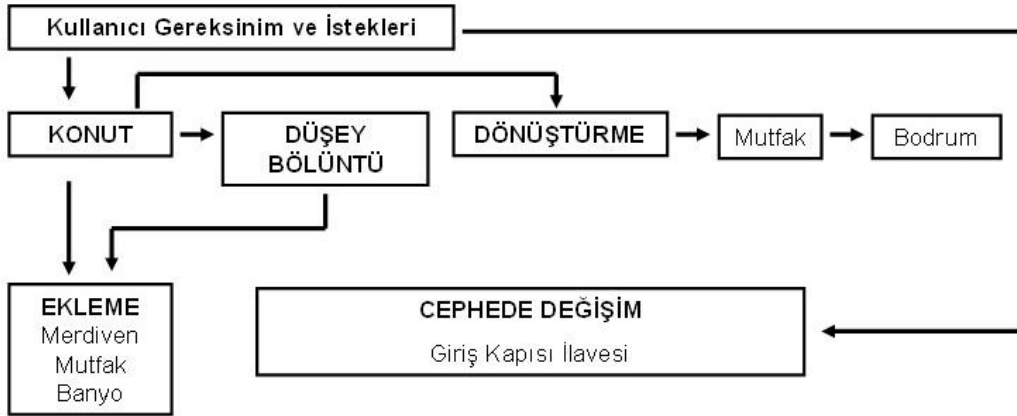 Kullanıcı Gereksinim ve İstekleri
KONUT
DÜŞEY
BÖLÜNTÜ
DÖNÜŞTÜRME
Mutfak
Bodrum
EKLEME
Merdiven
Mutfak
Banyo
CEPHEDE DEĞİŞİM
Giriş Kapısı İlavesi